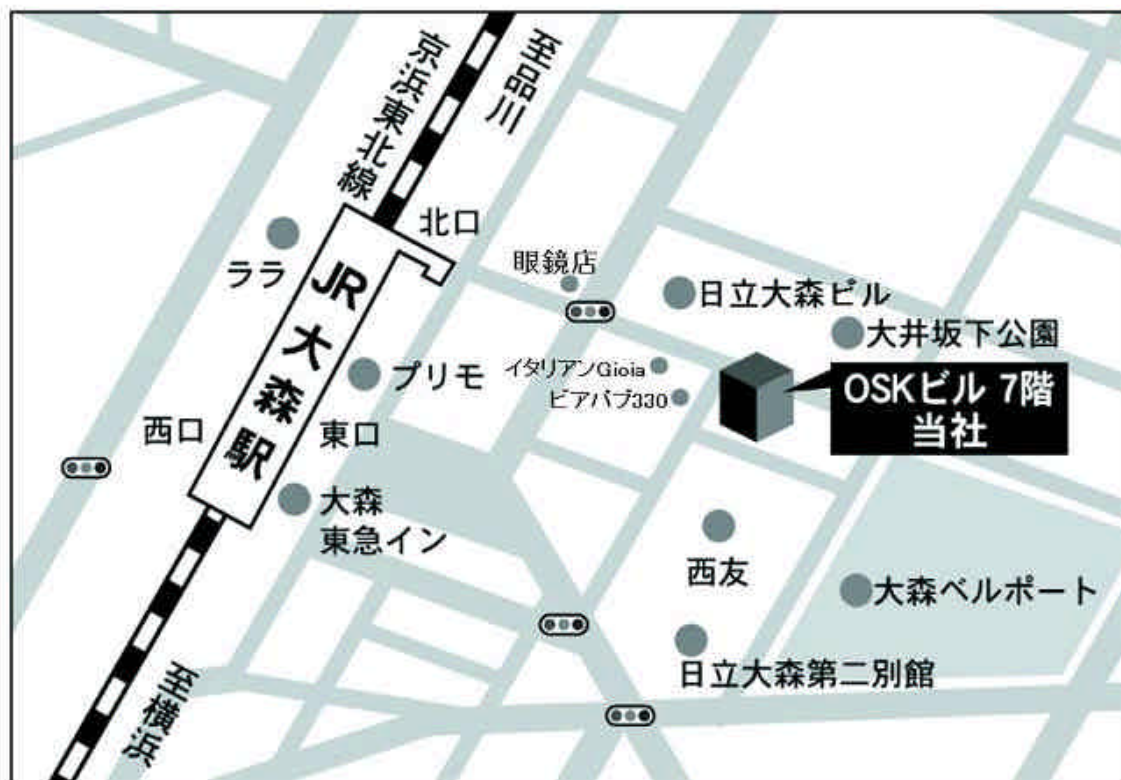 京浜東北線
至品川
北口
ララ
JR大森駅
眼鏡店
日立大森ビル
大井坂下公園
プリモ
イタリアンGioia
ビアパブ330
OSKビル 7階
当社
西口
東口
大森
東急イン
西友
大森ベルポート
日立大森第二別館
至横浜